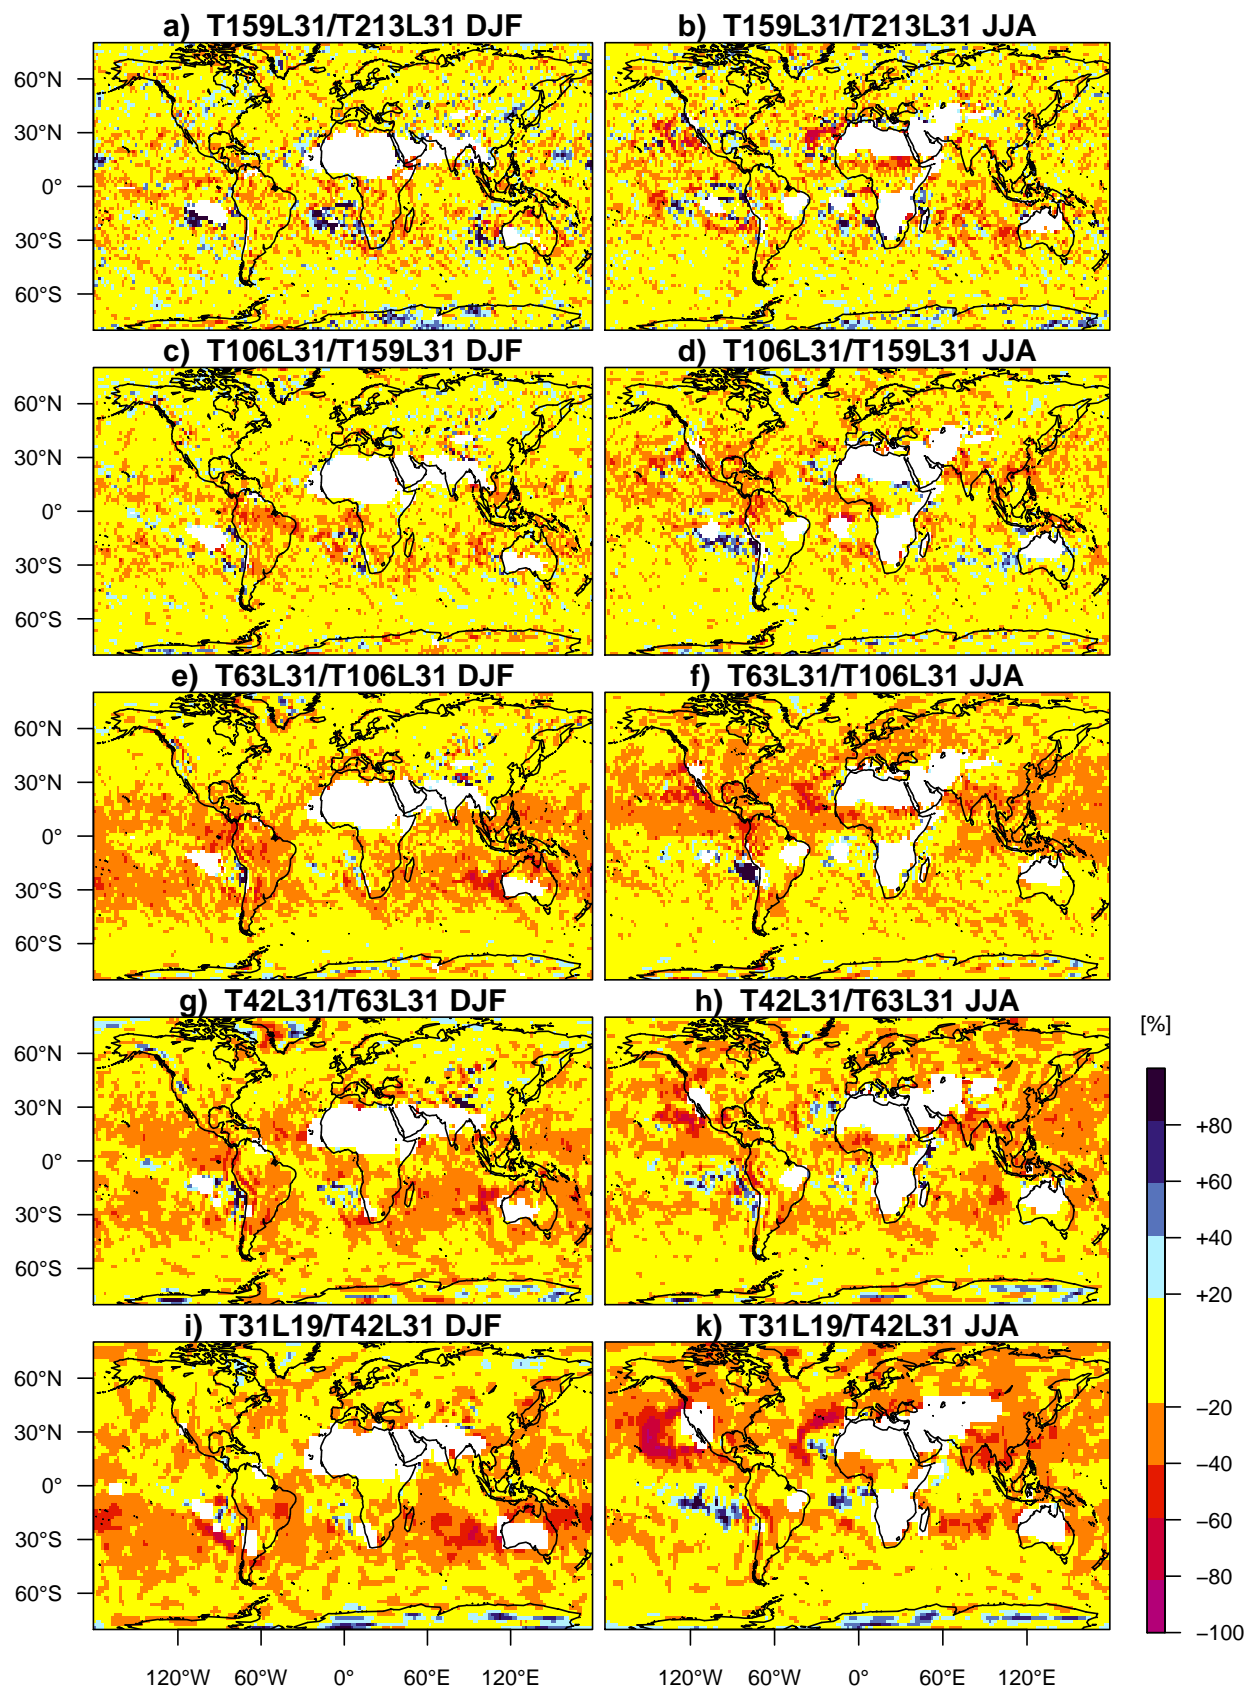 a) T159L31/T213L31 DJF
b) T159L31/T213L31 JJA
60°N
30°N
0°
30°S
60°S
c) T106L31/T159L31 DJF
d) T106L31/T159L31 JJA
60°N
30°N
0°
30°S
60°S
e) T63L31/T106L31 DJF
f) T63L31/T106L31 JJA
60°N
30°N
0°
30°S
60°S
g) T42L31/T63L31 DJF
h) T42L31/T63L31 JJA
60°N
30°N
0°
30°S
60°S
i) T31L19/T42L31 DJF
k) T31L19/T42L31 JJA
60°N
30°N
0°
30°S
60°S
120°W 60°W 0° 60°E 120°E
120°W 60°W 0° 60°E 120°E
[%]
+80
+60
+40
+20
−20
−40
−60
−80
−100